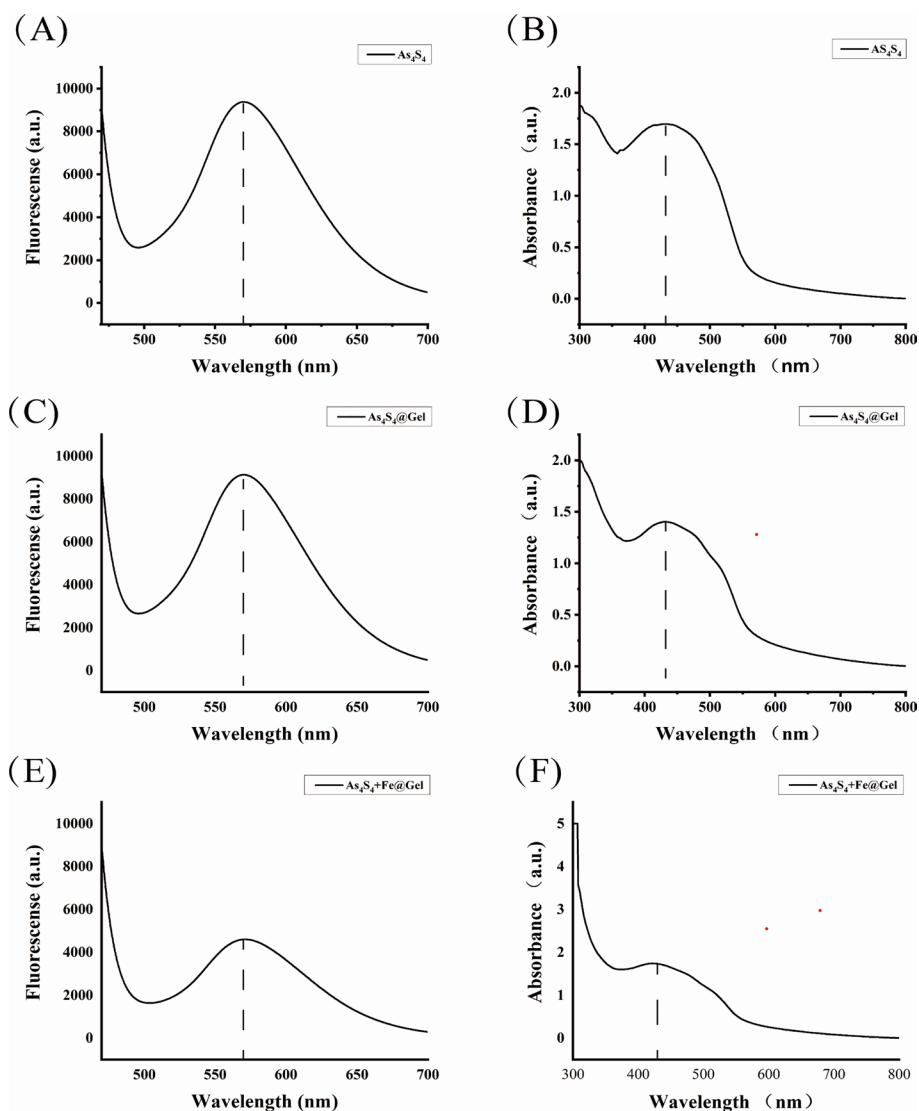 (A)
As₄S₄
10000
8000
6000
4000
2000
0
Fluorescense (a.u.)
500 550 600 650 700
Wavelength (nm)
(B)
AS₄S₄
2.0
1.5
1.0
0.5
0.0
Absorbance (a.u.)
300 400 500 600 700 800
Wavelength (nm)
(C)
As₄S₄@Gel
10000
8000
6000
4000
2000
0
Fluorescense (a.u.)
500 550 600 650 700
Wavelength (nm)
(D)
As₄S₄@Gel
2.0
1.5
1.0
0.5
0.0
Absorbance (a.u.)
300 400 500 600 700 800
Wavelength (nm)
(E)
As₄S₄+Fe@Gel
10000
8000
6000
4000
2000
0
Fluorescense (a.u.)
500 550 600 650 700
Wavelength (nm)
(F)
As₄S₄+Fe@Gel
5
4
3
2
1
0
Absorbance (a.u.)
300 400 500 600 700 800
Wavelength (nm)